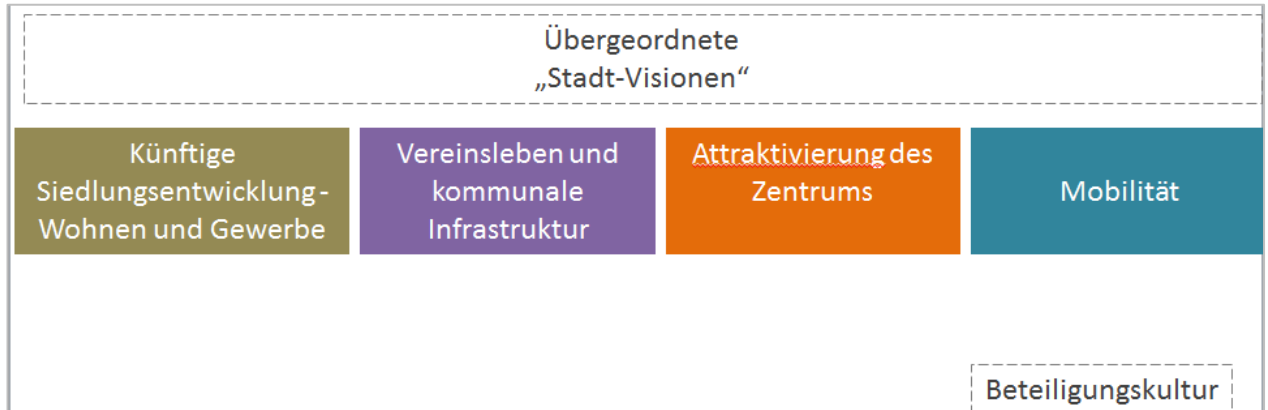 Übergeordnete
„Stadt-Visionen“
Künftige
Siedlungsentwicklung -
Wohnen und Gewerbe
Vereinsleben und
kommunale
Infrastruktur
Attraktivierung des
Zentrums
Mobilität
Beteiligungskultur